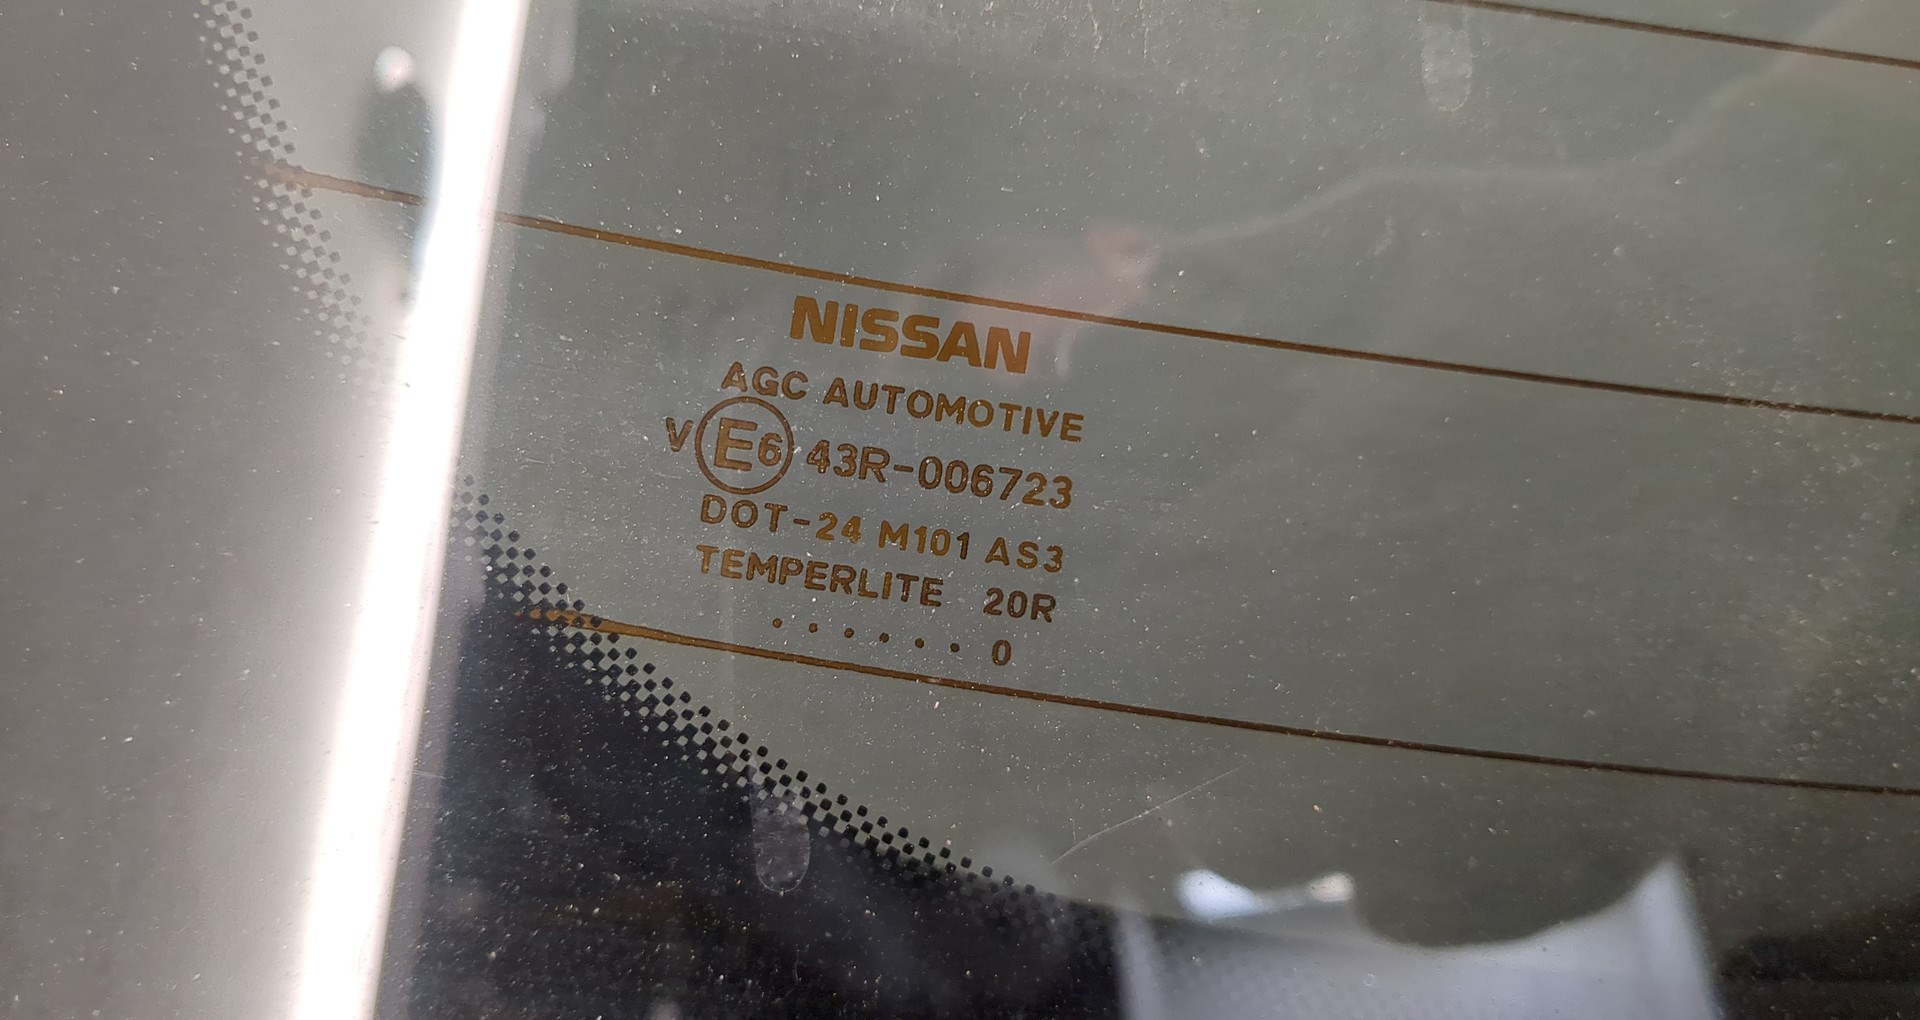 NISSAN
AGC AUTOMOTIVE
V E6 43R-006723
DOT-24 M101 AS3
TEMPERLITE 20R
. . . . . . 0